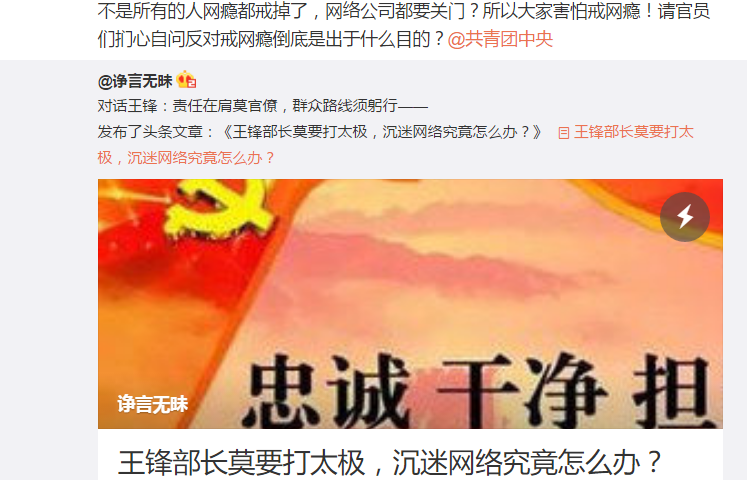 不是所有的人网瘾都戒掉了，网络公司都要关门？所以大家害怕戒网瘾！请官员
们扪心自问反对戒网瘾倒底是出于什么目的？@共青团中央
@诤言无昧
对话王锋：责任在肩莫官僚，群众路线须躬行——
发布了头条文章：《王锋部长莫要打太极，沉迷网络究竟怎么办？》 王锋部长莫要打太
极，沉迷网络究竟怎么办？
忠诚 干净 担
诤言无昧
王锋部长莫要打太极，沉迷网络究竟怎么办？